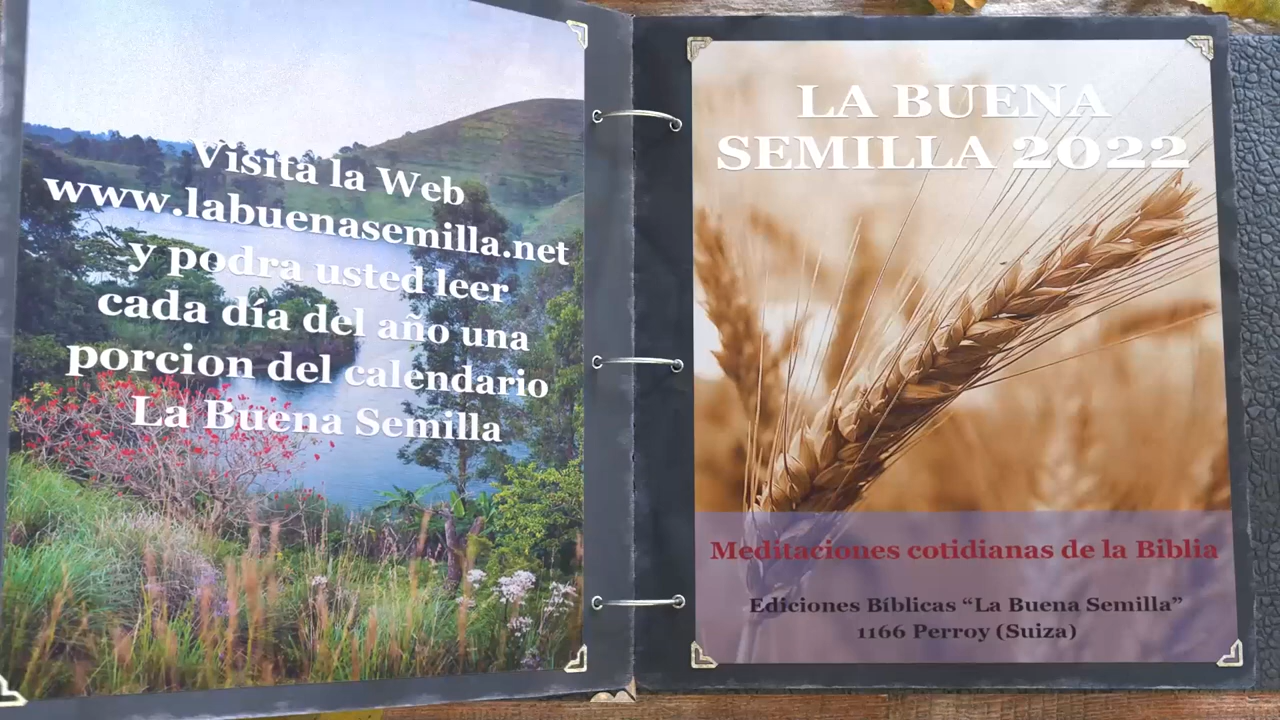 Visita la Web
www.labuenasemilla.net
y podra usted leer
cada día del año una
porcion del calendario
La Buena Semilla
LA BUENA
SEMILLA 2022
Meditaciones cotidianas de la Biblia
Ediciones Bíblicas “La Buena Semilla”
1166 Perroy (Suiza)